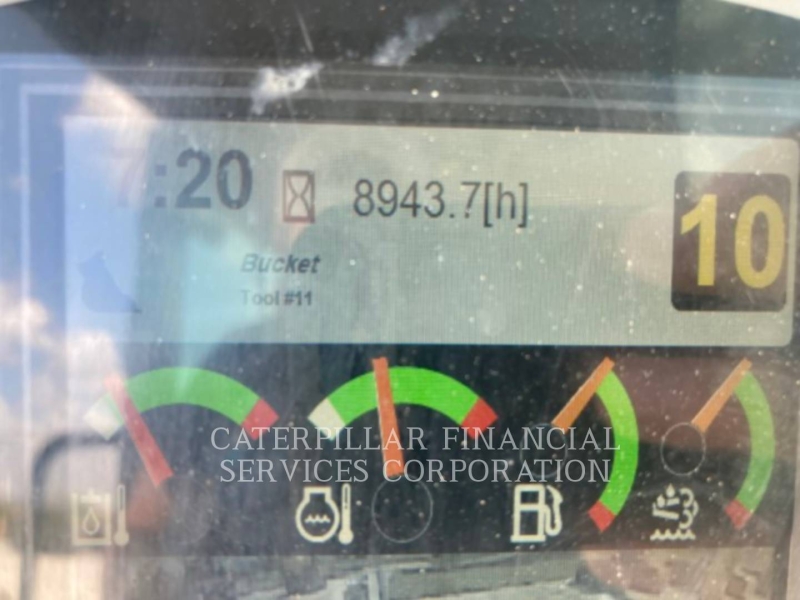 :20
8943.7[h]
10
Bucket
Tool #11
CATERPILLAR FINANCIAL
SERVICES CORPORATION